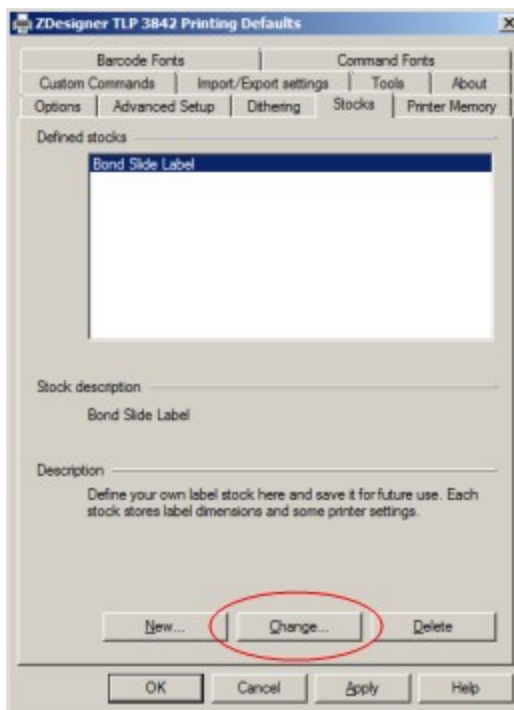 ZDesigner TLP 3842 Printing Defaults
Barcode Fonts
Command Fonts
Custom Commands
Import/Export settings
Tools
About
Options
Advanced Setup
Dithering
Stocks
Printer Memory
Defined stocks
Bond Slide Label
Stock description
Bond Slide Label
Description
Define your own label stock here and save it for future use. Each
stock stores label dimensions and some printer settings.
New...
Change...
Delete
OK
Cancel
Apply
Help